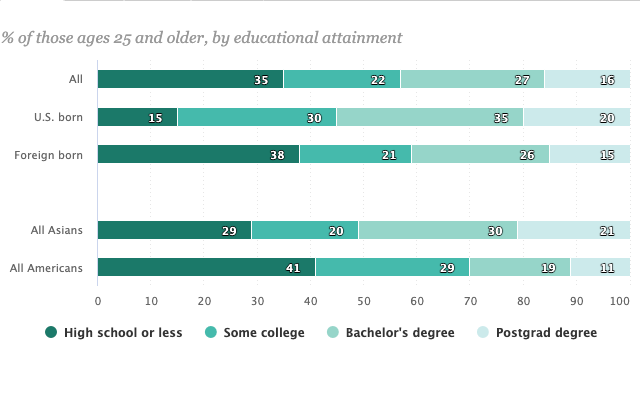 % of those ages 25 and older, by educational attainment
All 35 22 27 16
U.S. born 15 30 35 20
Foreign born 38 21 26 15
All Asians 29 20 30 21
All Americans 41 29 19 11
0 10 20 30 40 50 60 70 80 90 100
High school or less Some college Bachelor's degree Postgrad degree